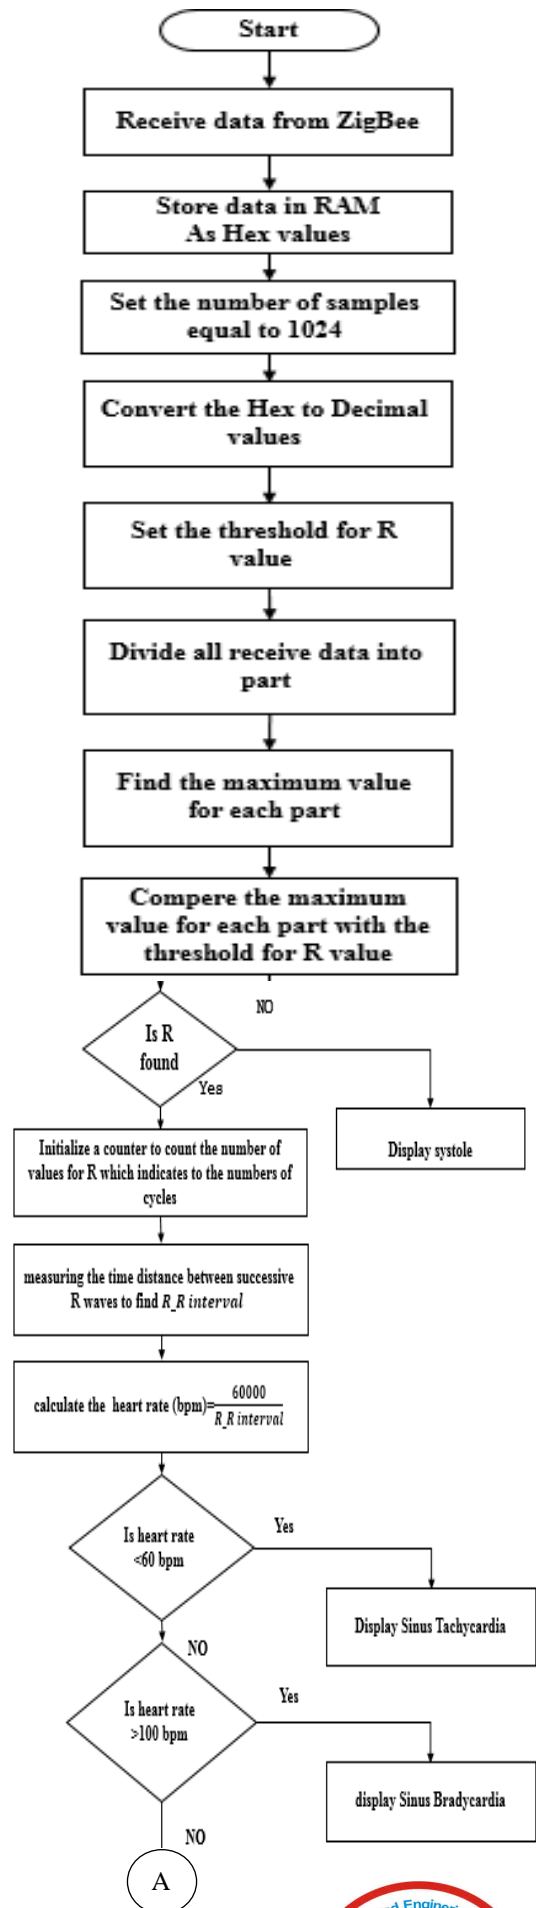 Start
Receive data from ZigBee
Store data in RAM
As Hex values
Set the number of samples
equal to 1024
Convert the Hex to Decimal
values
Set the threshold for R
value
Divide all receive data into
part
Find the maximum value
for each part
Compere the maximum
value for each part with the
threshold for R value
NO
Is R
found
Yes
Display systole
Initialize a counter to count the number of
values for R which indicates to the numbers of
cycles
measuring the time distance between successive
R waves to find R_R interval
calculate the heart rate (bpm)=60000/R_R interval
Is heart rate
<60 bpm
Yes
Display Sinus Tachycardia
NO
Is heart rate
>100 bpm
Yes
display Sinus Bradycardia
NO
A